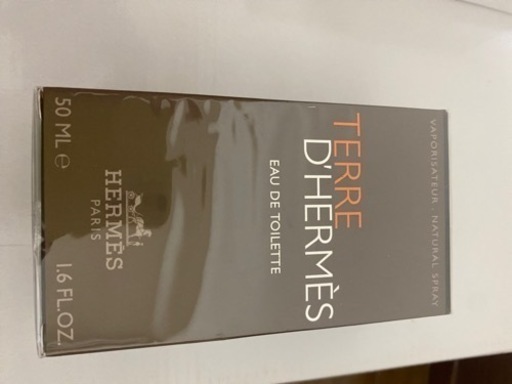 VAPORISATEUR . NATURAL SPRAY
TERRE
D'HERMÈS
EAU DE TOILETTE
HERMÈS
PARIS
50 ML ℮ 1.6 FL.OZ.